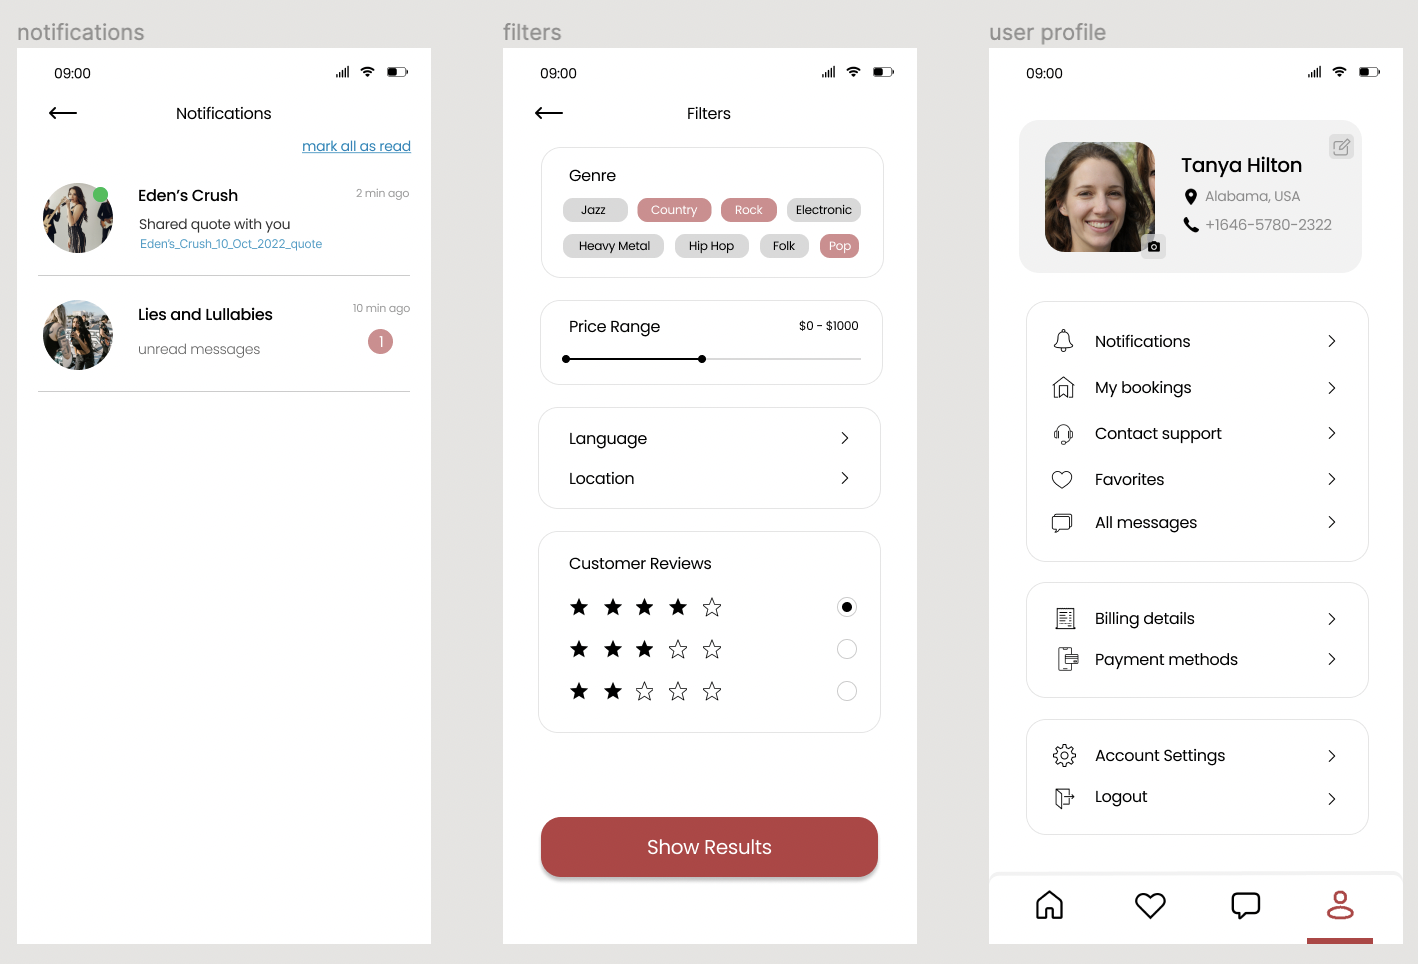 notifications
09:00
Notifications
mark all as read
Eden's Crush
2 min ago
Shared quote with you
Eden's_Crush_10_Oct_2022_quote
Lies and Lullabies
10 min ago
unread messages
1
filters
09:00
Filters
Genre
Jazz Country Rock Electronic
Heavy Metal Hip Hop Folk Pop
Price Range $0 - $1000
Language
Location
Customer Reviews
Show Results
user profile
09:00
Tanya Hilton
Alabama, USA
+1646-5780-2322
Notifications
My bookings
Contact support
Favorites
All messages
Billing details
Payment methods
Account Settings
Logout